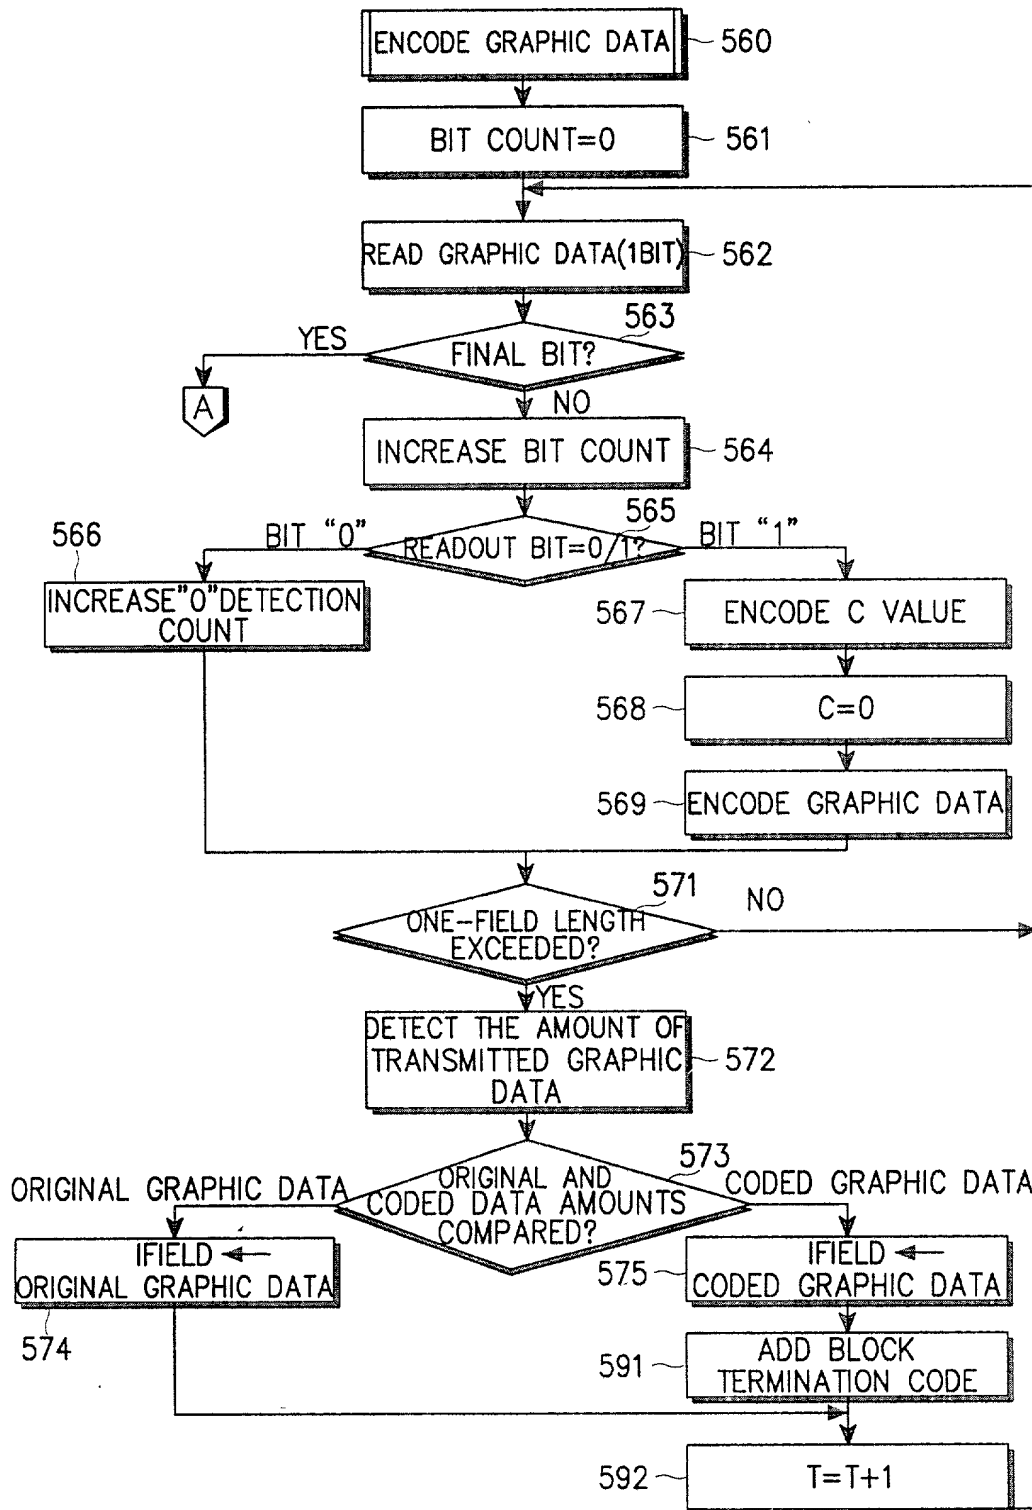 ENCODE GRAPHIC DATA
560
BIT COUNT=0
561
READ GRAPHIC DATA(1BIT)
562
563
YES
FINAL BIT?
A
NO
INCREASE BIT COUNT
564
565
566
BIT "0"
READOUT BIT=0/1?
BIT "1"
INCREASE"0"DETECTION
COUNT
567
ENCODE C VALUE
568
C=0
569
ENCODE GRAPHIC DATA
571
NO
ONE-FIELD LENGTH
EXCEEDED?
YES
DETECT THE AMOUNT OF
TRANSMITTED GRAPHIC
DATA
572
573
ORIGINAL GRAPHIC DATA
ORIGINAL AND
CODED DATA AMOUNTS
COMPARED?
CODED GRAPHIC DATA
IFIELD ←
ORIGINAL GRAPHIC DATA
574
575
IFIELD ←
CODED GRAPHIC DATA
591
ADD BLOCK
TERMINATION CODE
592
T=T+1